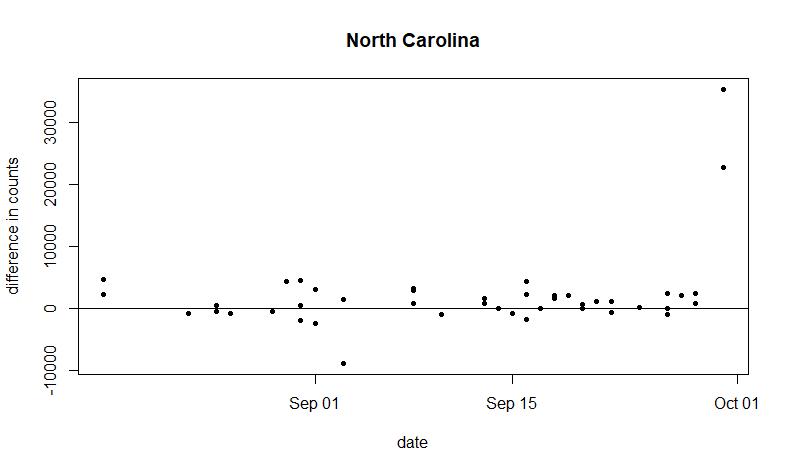 North Carolina
difference in counts
30000
20000
10000
0
-10000
Sep 01
Sep 15
Oct 01
date